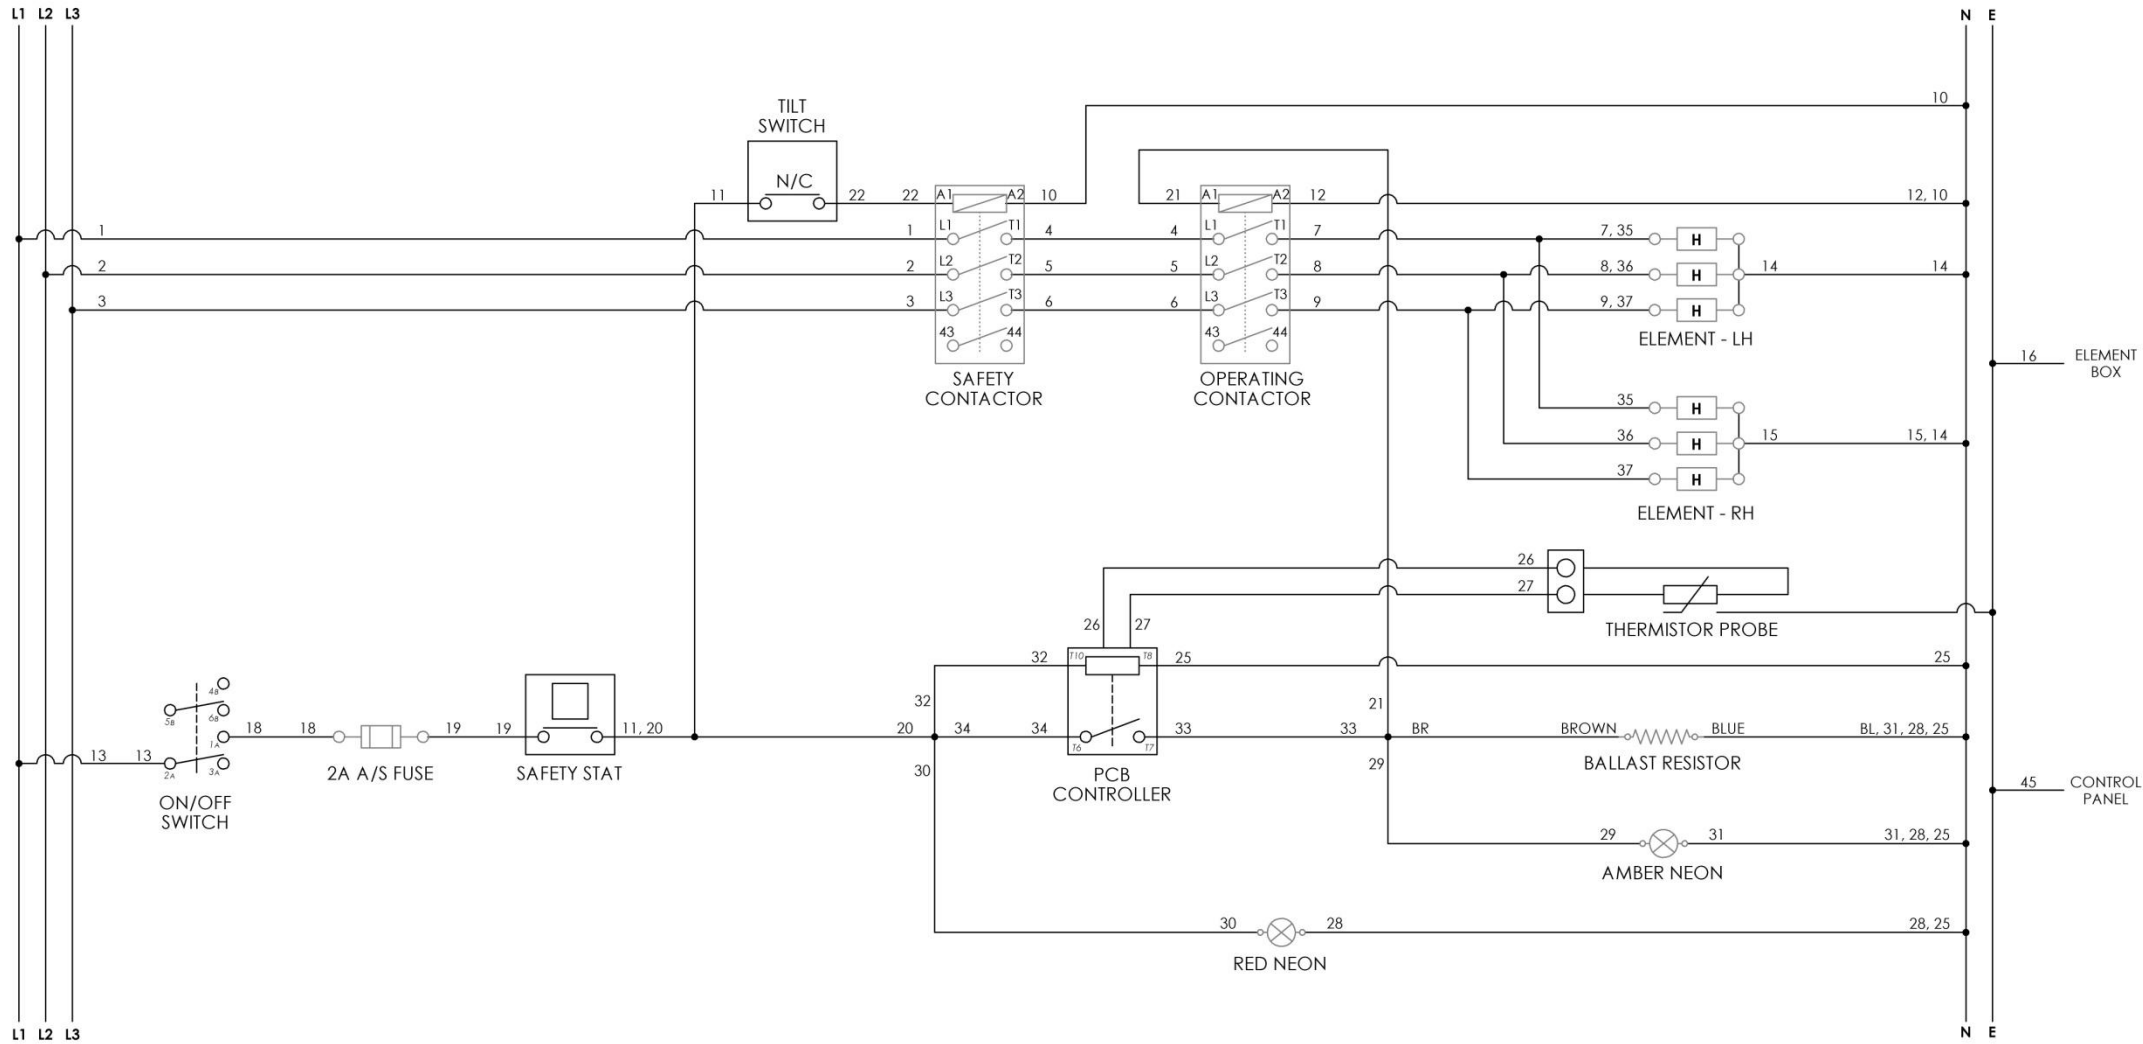 L1 L2 L3 N E
10
TILT
SWITCH
N/C
11 22 22 A1 A2 10 21 A1 A2 12 12, 10
1 1 L1 T1 4 4 L1 T1 7 7, 35 H
2 2 L2 T2 5 5 L2 T2 8 8, 36 H 14 14
3 3 L3 T3 6 6 L3 T3 9 9, 37 H
43 44 43 44
ELEMENT - LH
SAFETY
CONTACTOR
OPERATING
CONTACTOR
16 ELEMENT
BOX
35 H
36 H 15 15, 14
37 H
ELEMENT - RH
26
27
26 27
THERMISTOR PROBE
32 T10 T8 25 25
4B
5B 6B
32 21
18 18 19 19 11, 20 20 34 34 33 33 BR BROWN BLUE BL, 31, 28, 25
1A T6 T7
13 13
2A 3A
30 29
2A A/S FUSE
SAFETY STAT
PCB
CONTROLLER
BALLAST RESISTOR
45 CONTROL
PANEL
ON/OFF
SWITCH
29 31 31, 28, 25
AMBER NEON
30 28 28, 25
RED NEON
L1 L2 L3 N E